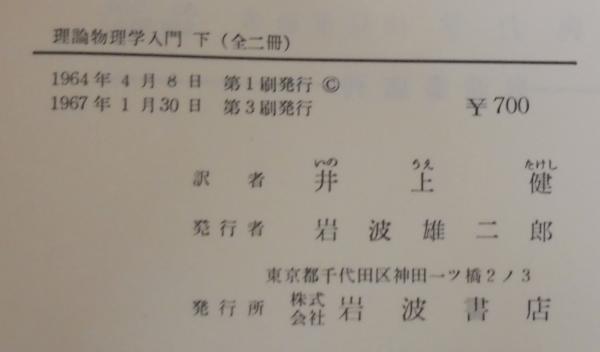 理論物理学入門 下 (全二冊)
1964年4月8日 第1刷発行 ©
1967年1月30日 第3刷発行 ¥700
いの うえ たけし
訳者 井上健
発行者 岩波雄二郎
東京都千代田区神田一ツ橋2ノ3
発行所 株式会社 岩波書店